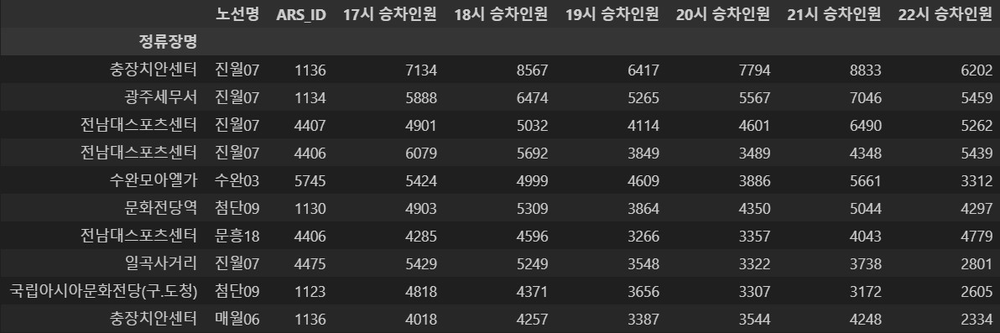 노선명 ARS_ID 17시 승차인원 18시 승차인원 19시 승차인원 20시 승차인원 21시 승차인원 22시 승차인원
정류장명
충장치안센터 진월07 1136 7134 8567 6417 7794 8833 6202
광주세무서 진월07 1134 5888 6474 5265 5567 7046 5459
전남대스포츠센터 진월07 4407 4901 5032 4114 4601 6490 5262
전남대스포츠센터 진월07 4406 6079 5692 3849 3489 4348 5439
수완모아엘가 수완03 5745 5424 4999 4609 3886 5661 3312
문화전당역 첨단09 1130 4903 5309 3864 4350 5044 4297
전남대스포츠센터 문흥18 4406 4285 4596 3266 3357 4043 4779
일곡사거리 진월07 4475 5429 5249 3548 3322 3738 2801
국립아시아문화전당(구.도청) 첨단09 1123 4818 4371 3656 3307 3172 2605
충장치안센터 매월06 1136 4018 4257 3387 3544 4248 2334